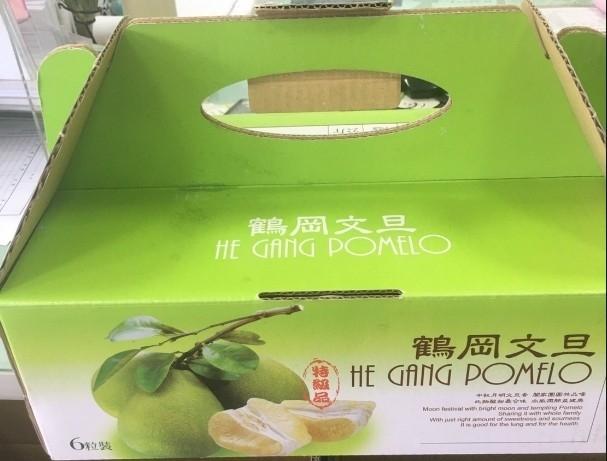 鶴岡文旦
HE GANG POMELO
鶴岡文旦
HE GANG POMELO
特級品
中秋月明文旦香 闔家團圓添品味
Moon festival with bright moon and tempting Pomelo
Sharing it with whole family
With just right amount of sweetness and sourness
It is good for the lung and for the health
6粒裝